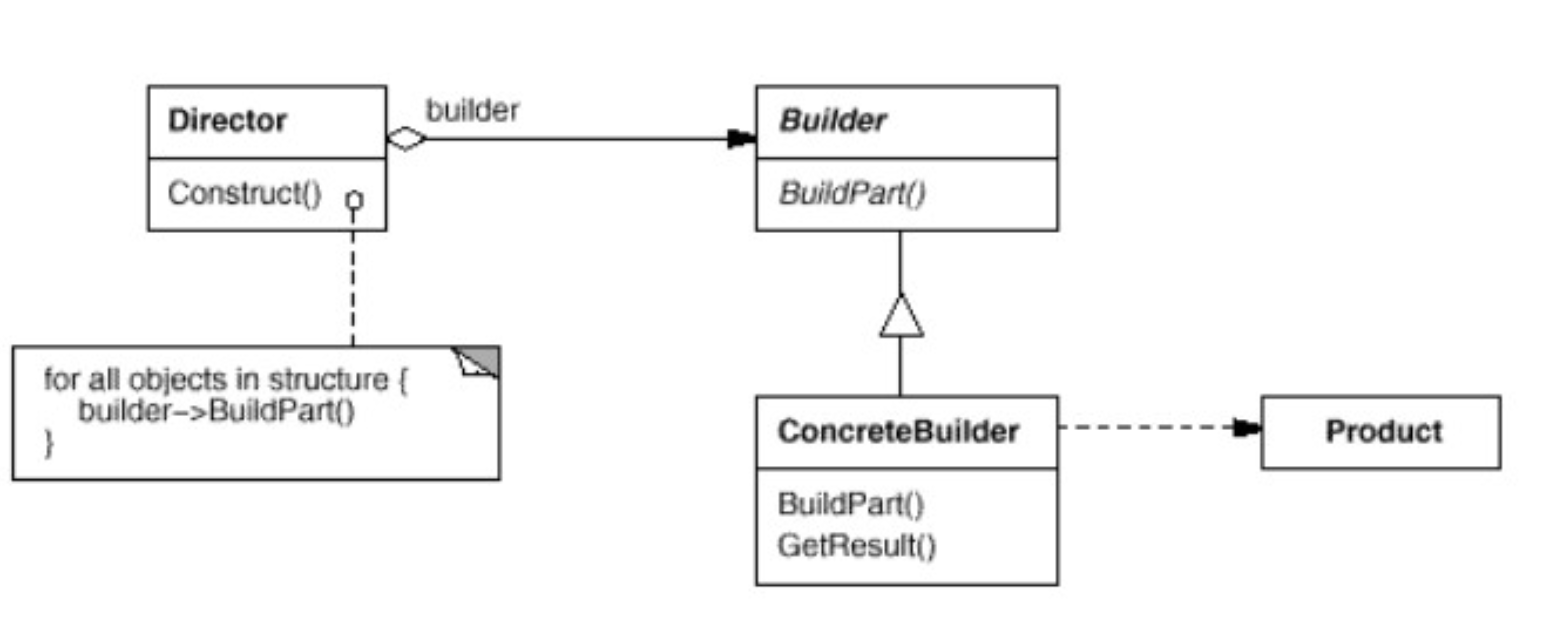 Director
Construct()
builder
Builder
BuildPart()
for all objects in structure {
builder–>BuildPart()
}
ConcreteBuilder
BuildPart()
GetResult()
Product